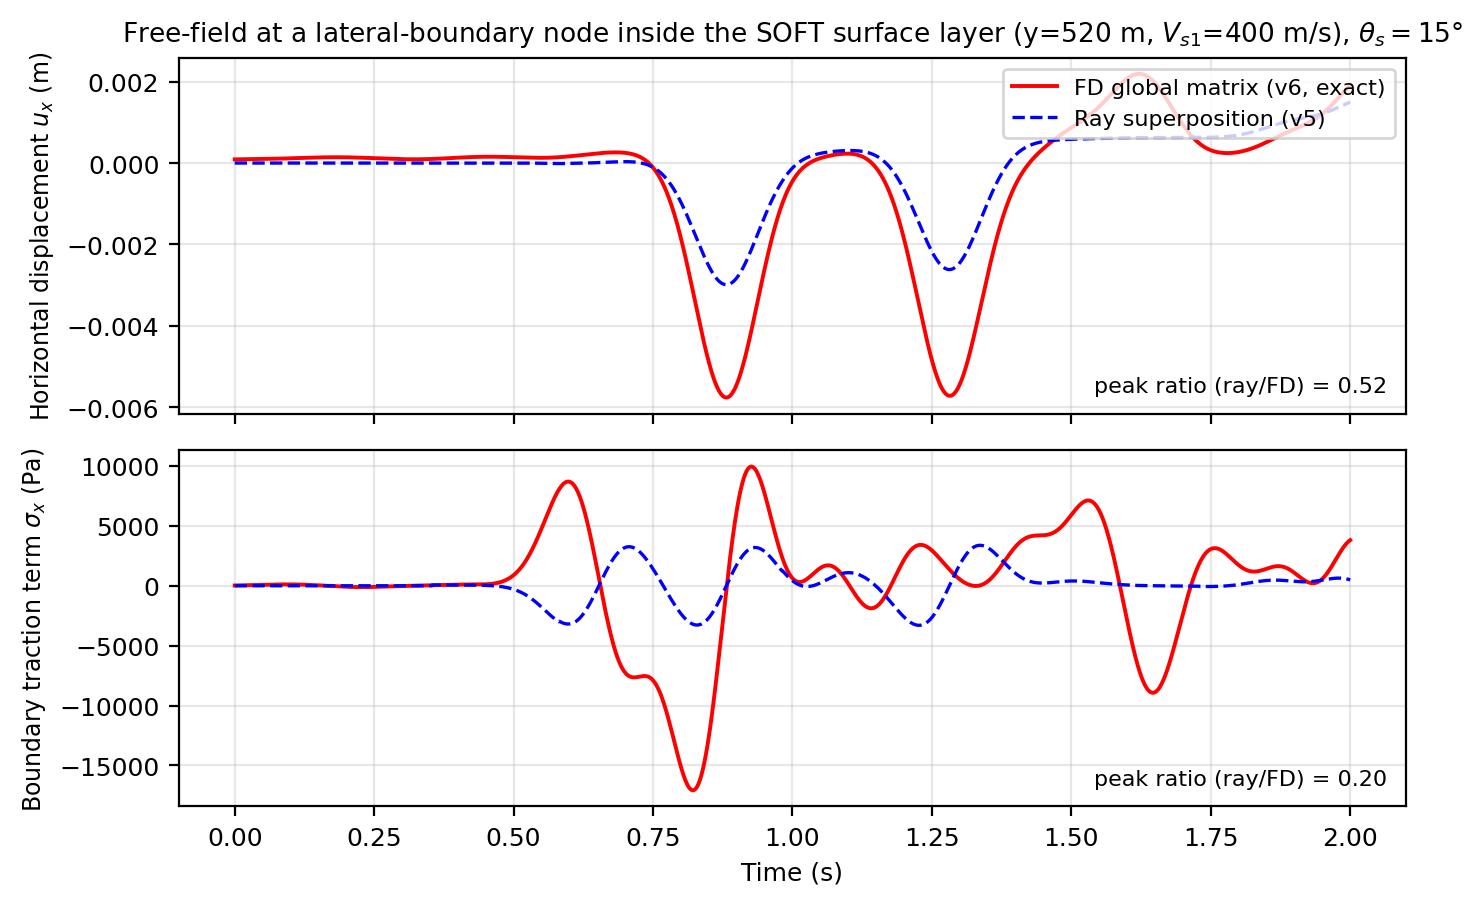 Free-field at a lateral-boundary node inside the SOFT surface layer (y=520 m, $V_{s1}$=400 m/s), $\theta_s = 15°$
Horizontal displacement $u_x$ (m)
0.002
0.000
−0.002
−0.004
−0.006
FD global matrix (v6, exact)
Ray superposition (v5)
peak ratio (ray/FD) = 0.52
Boundary traction term $\sigma_x$ (Pa)
10000
5000
0
−5000
−10000
−15000
peak ratio (ray/FD) = 0.20
0.00 0.25 0.50 0.75 1.00 1.25 1.50 1.75 2.00
Time (s)